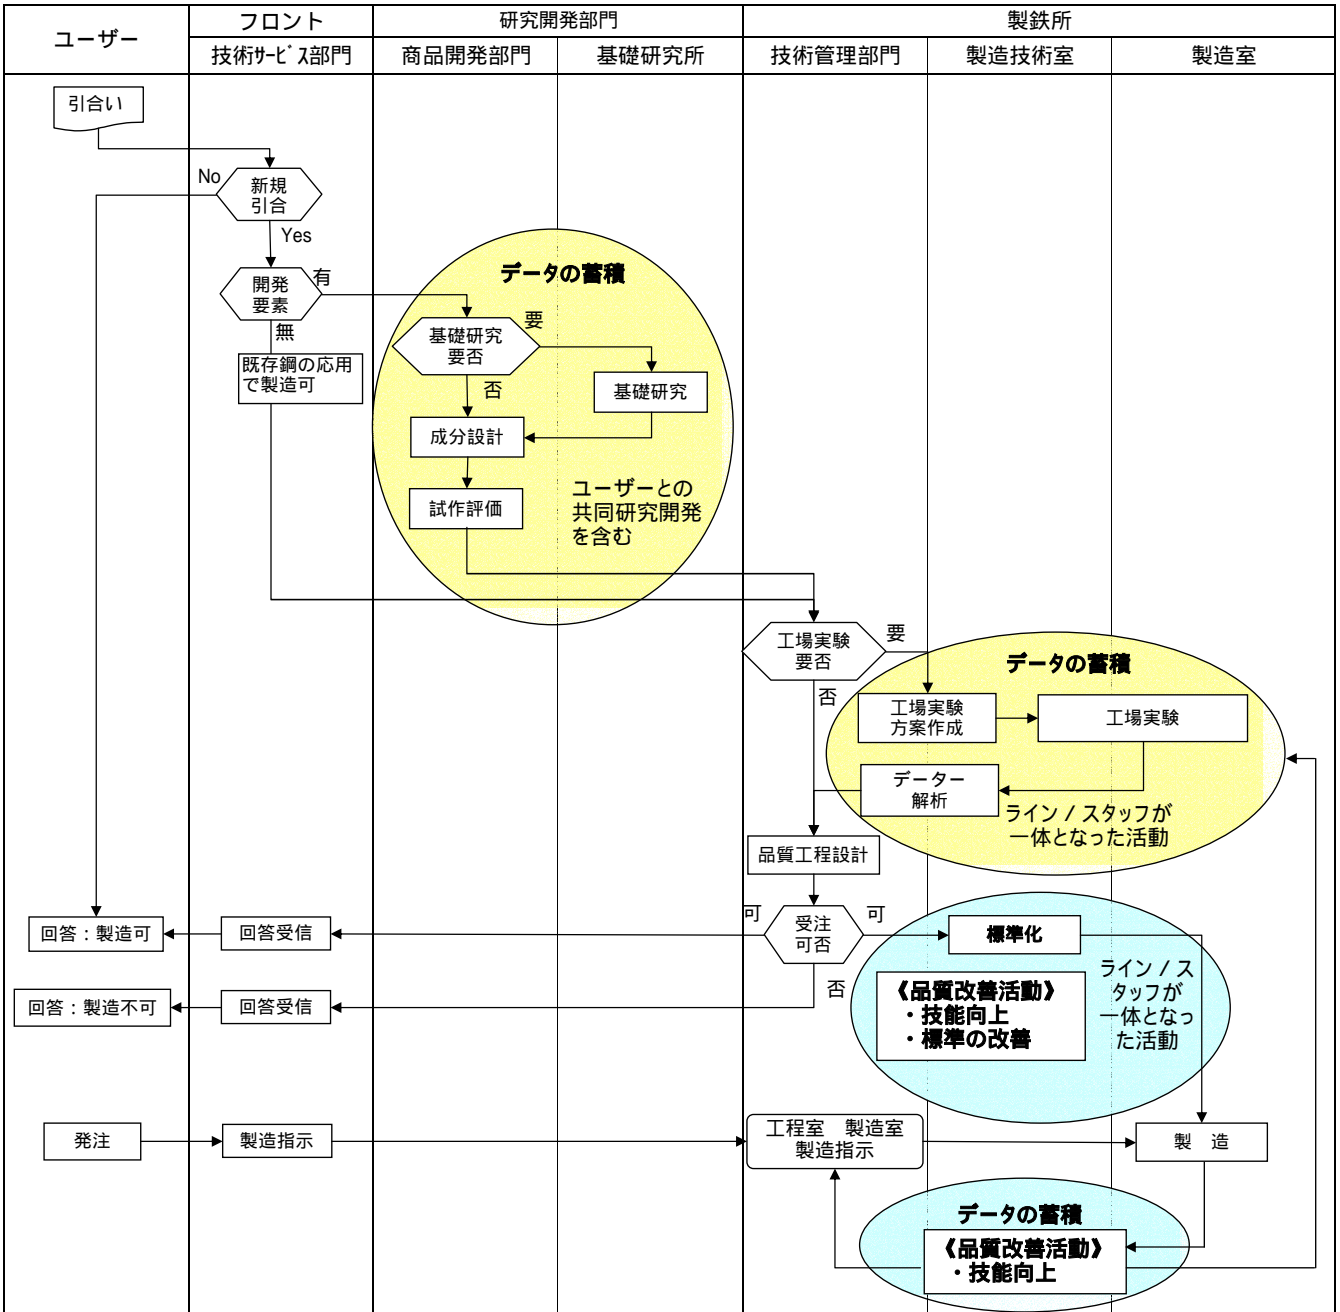 ユーザー
フロント
研究開発部門
製鉄所
技術ｻｰﾋﾞｽ部門
商品開発部門
基礎研究所
技術管理部門
製造技術室
製造室
引合い
No
新規
引合
Yes
開発
要素
有
無
既存鋼の応用
で製造可
データの蓄積
基礎研究
要否
要
否
基礎研究
成分設計
試作評価
ユーザーとの
共同研究開発
を含む
工場実験
要否
要
否
データの蓄積
工場実験
方案作成
工場実験
データー
解析
ライン / スタッフが
一体となった活動
品質工程設計
可
受注
可否
可
否
回答受信
回答：製造可
標準化
ライン / ス
タッフが
一体となっ
た活動
《品質改善活動》
・技能向上
・標準の改善
回答受信
回答：製造不可
発注
製造指示
工程室　製造室
製造指示
製　造
データの蓄積
《品質改善活動》
・技能向上